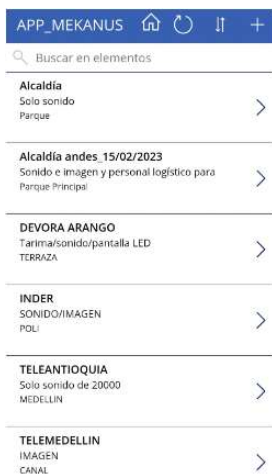 APP_MEKANUS
Buscar en elementos
Alcaldía
Solo sonido
Parque
Alcaldía andes_15/02/2023
Sonido e imagen y personal logístico para
Parque Principal
DEVORA ARANGO
Tarima/sonido/pantalla LED
TERRAZA
INDER
SONIDO/IMAGEN
POLI
TELEANTIOQUIA
Solo sonido de 20000
MEDELLIN
TELEMEDELLIN
IMAGEN
CANAL